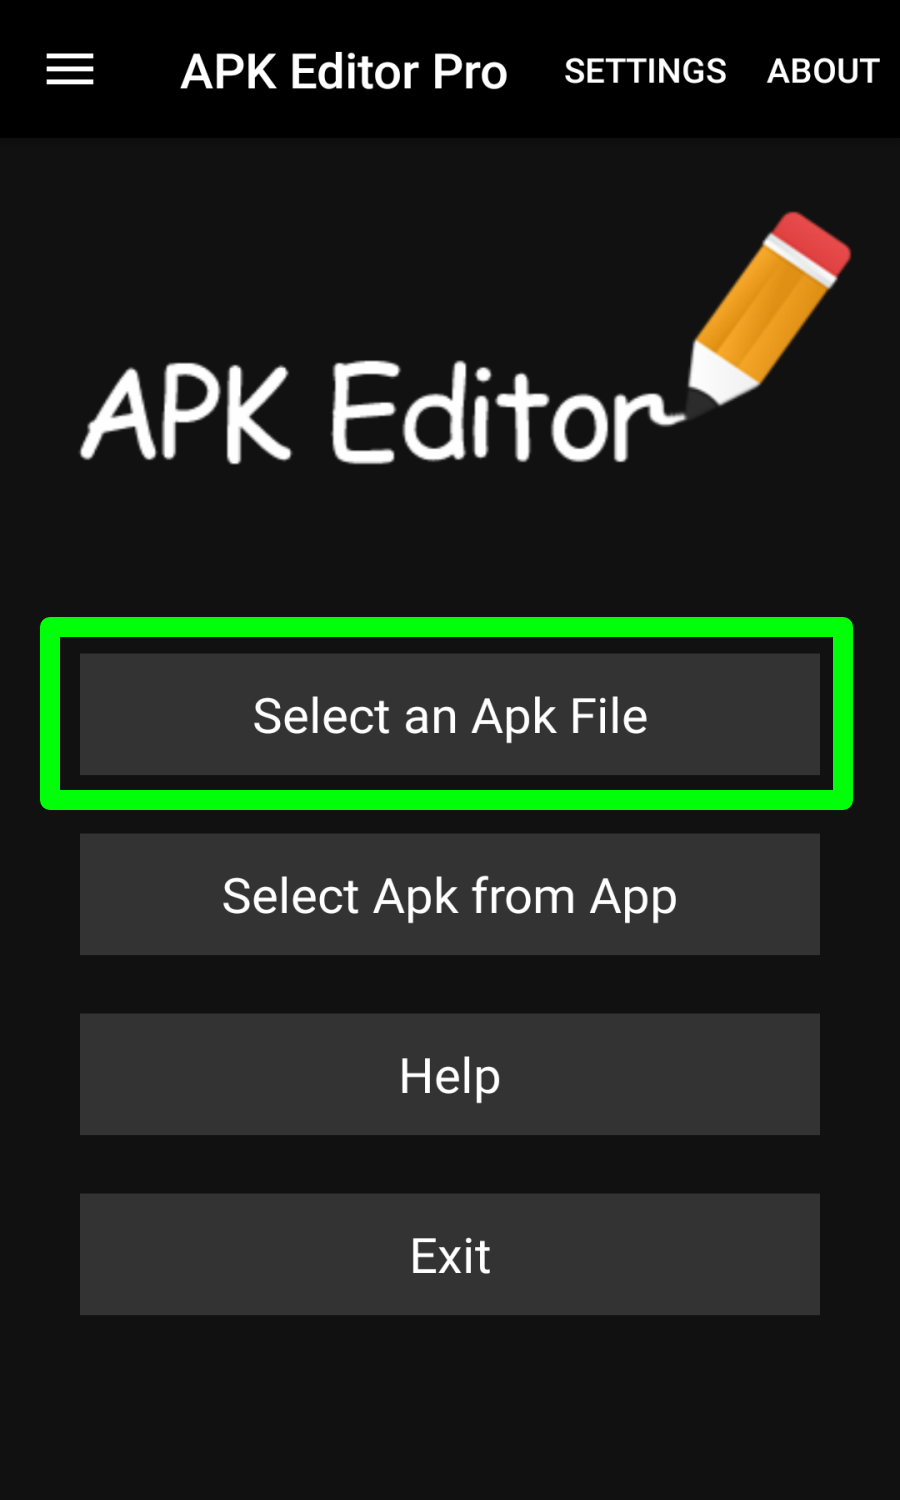 APK Editor Pro SETTINGS ABOUT
APK Editor
Select an Apk File
Select Apk from App
Help
Exit